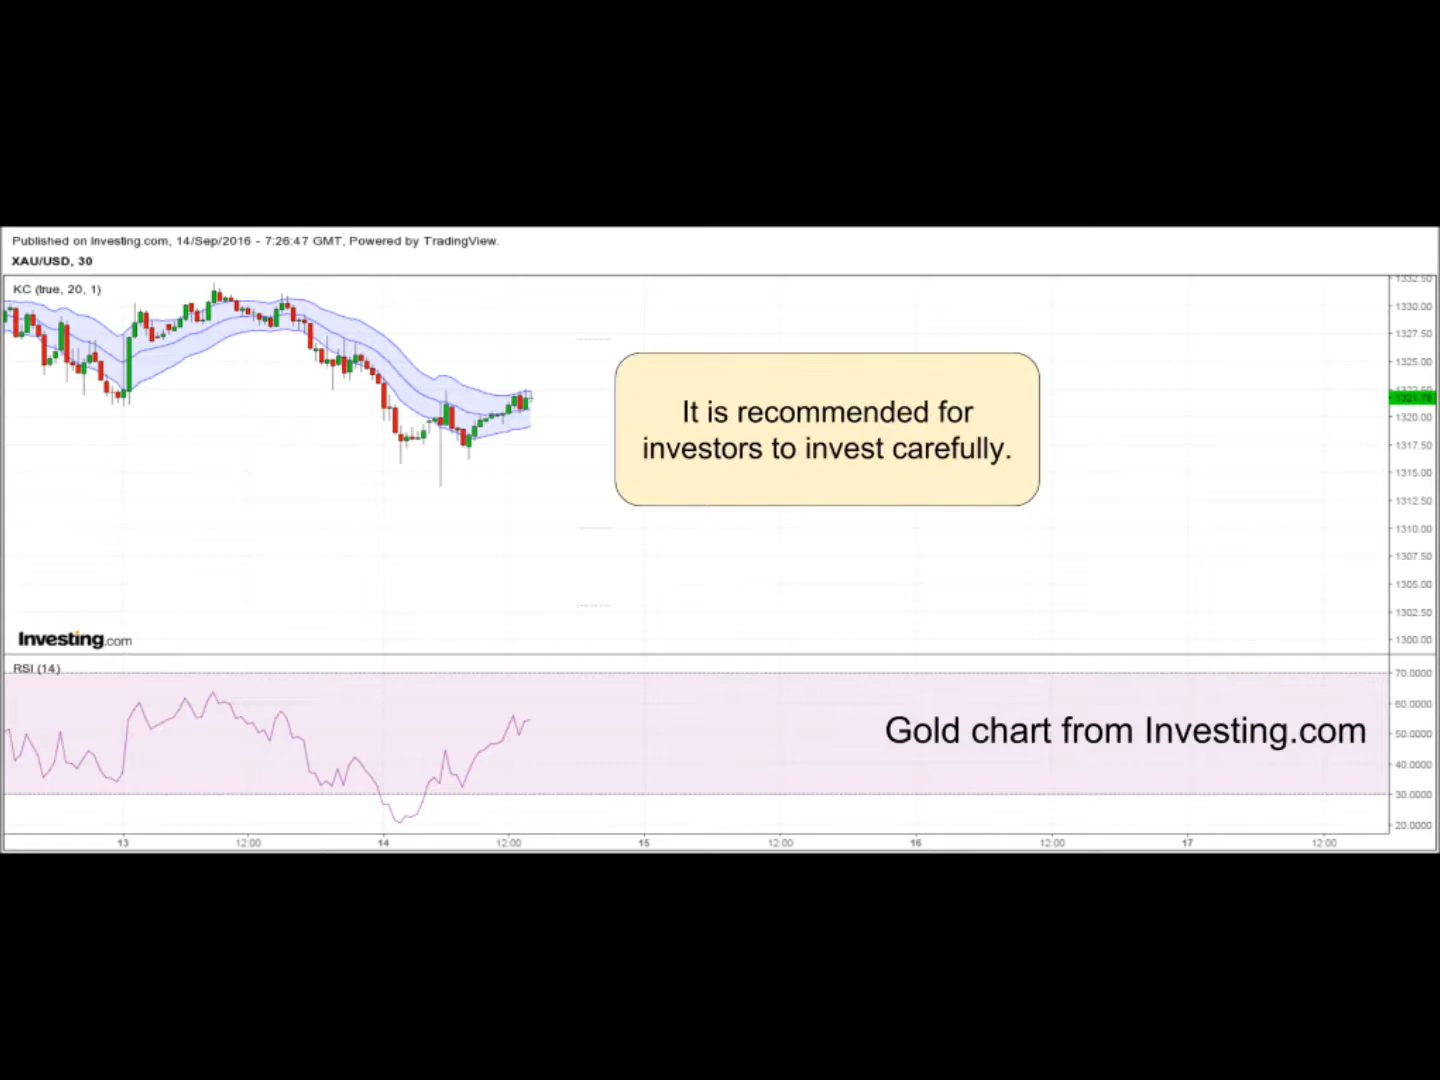 Published on Investing.com, 14/Sep/2016 - 7:26:47 GMT, Powered by TradingView.
XAU/USD, 30
KC (true, 20, 1)
1332.50
1330.00
1327.50
1325.00
1321.78
1320.00
1317.50
1315.00
1312.50
1310.00
1307.50
1305.00
1302.50
1300.00
It is recommended for
investors to invest carefully.
Investing.com
RSI (14)
70.0000
60.0000
50.0000
40.0000
30.0000
20.0000
Gold chart from Investing.com
13 12:00 14 12:00 15 12:00 16 12:00 17 12:00